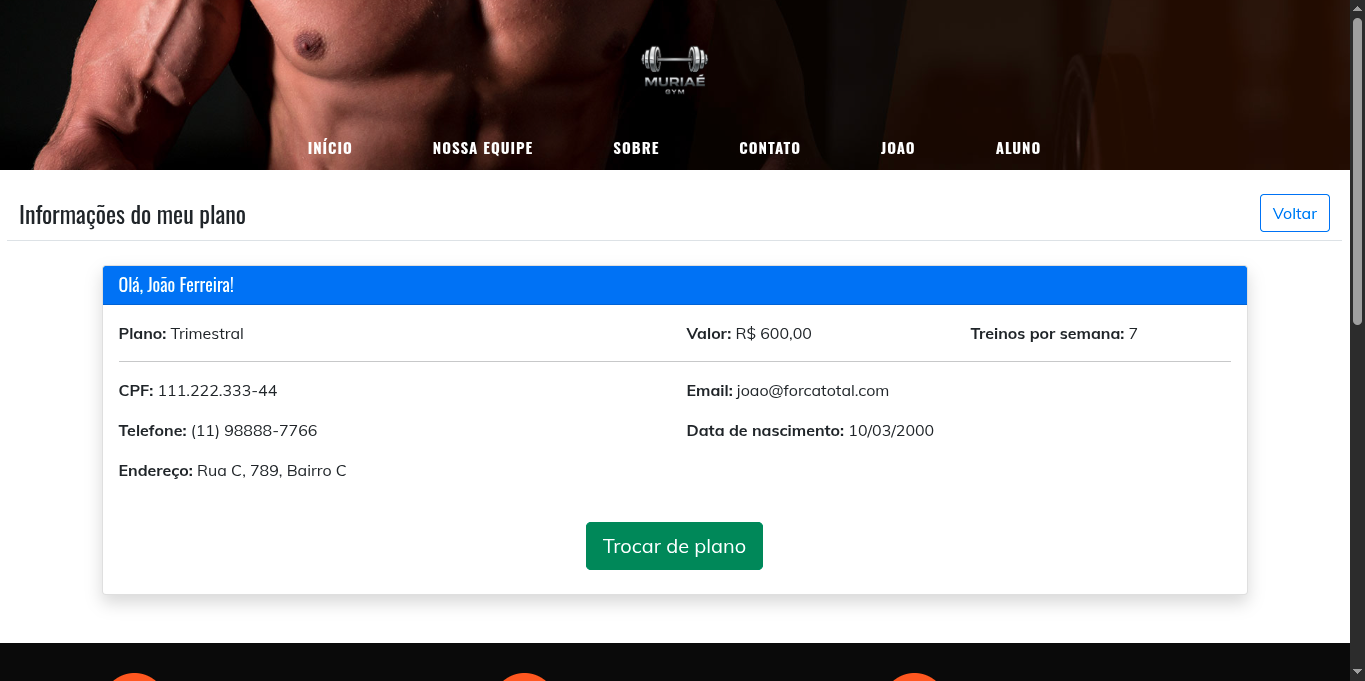 MURIAÉ
GYM
INÍCIO NOSSA EQUIPE SOBRE CONTATO JOAO ALUNO
Informações do meu plano Voltar
Olá, João Ferreira!
Plano: Trimestral Valor: R$ 600,00 Treinos por semana: 7
CPF: 111.222.333-44 Email: joao@forcatotal.com
Telefone: (11) 98888-7766 Data de nascimento: 10/03/2000
Endereço: Rua C, 789, Bairro C
Trocar de plano